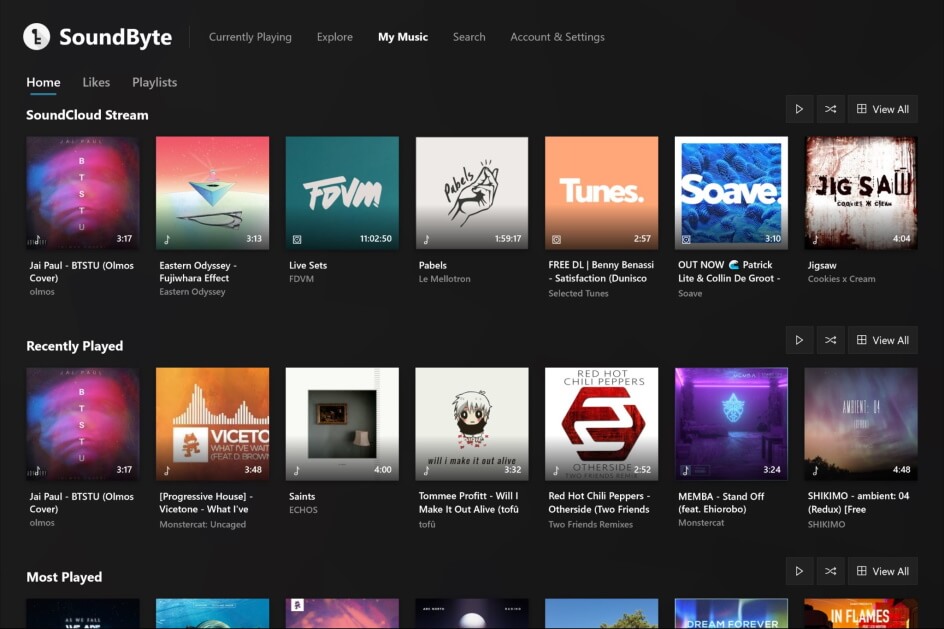 SoundByte
Currently Playing
Explore
My Music
Search
Account & Settings
Home
Likes
Playlists
SoundCloud Stream
View All
JAI PAUL
B
T
S
T
U
3:17
3:13
FDVM
11:02:50
Pabels
1:59:17
Tunes.
2:57
Soave.
3:10
JIG SAW
COOKIES Ж CREAM
4:04
Jai Paul - BTSTU (Olmos
Cover)
olmos
Eastern Odyssey -
Fujiwhara Effect
Eastern Odyssey
Live Sets
FDVM
Pabels
Le Mellotron
FREE DL | Benny Benassi
- Satisfaction (Dunisco
Selected Tunes
OUT NOW 🌊 Patrick
Lite & Collin De Groot -
Soave
Jigsaw
Cookies x Cream
Recently Played
View All
JAI PAUL
B
T
S
T
U
3:17
VICETO
WHAT I'VE WAIT
(FEAT. D. BROWN
3:48
4:00
will i make it out alive
3:32
RED HOT
CHILI PEPPERS
OTHERSIDE
TWO FRIENDS REMIX
2:52
3:24
AMBIENT: 04
4:48
Jai Paul - BTSTU (Olmos
Cover)
olmos
[Progressive House] -
Vicetone - What I've
Monstercat: Uncaged
Saints
ECHOS
Tommee Profitt - Will I
Make It Out Alive (tofû
tofû
Red Hot Chili Peppers -
Otherside (Two Friends
Two Friends Remixes
MEMBA - Stand Off
(feat. Ehiorobo)
Monstercat
SHIKIMO - ambient: 04
(Redux) [Free
SHIKIMO
Most Played
View All
AS WE FALL
WE ARE
DREAM FOREVER
IN FLAMES